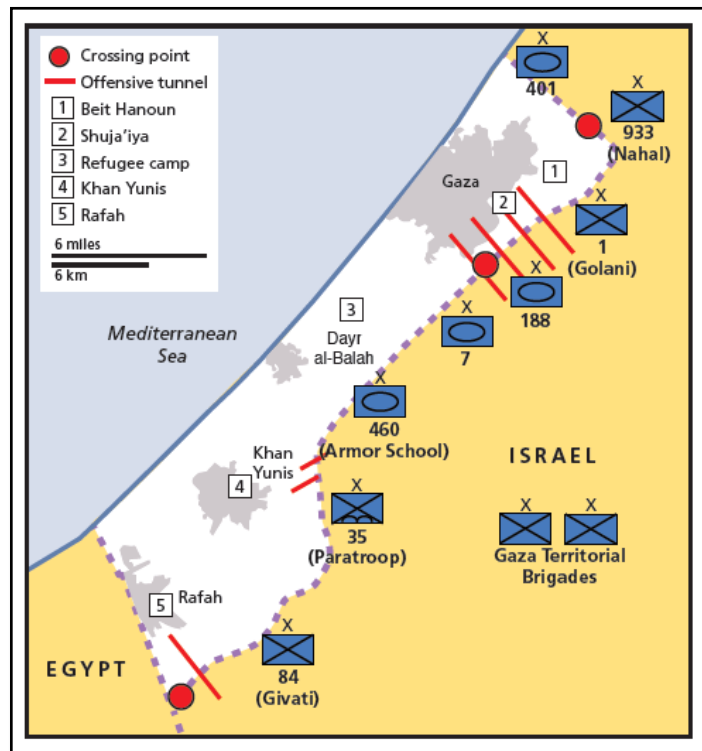 Crossing point
Offensive tunnel
1 Beit Hanoun
2 Shuja’iya
3 Refugee camp
4 Khan Yunis
5 Rafah
6 miles
6 km
X
401
X
933
(Nahal)
1
Gaza
2
X
1
(Golani)
X
188
X
7
3
Dayr
al-Balah
Mediterranean
Sea
X
460
(Armor School)
Khan
Yunis
4
ISRAEL
X
35
(Paratroop)
X X
Gaza Territorial
Brigades
5 Rafah
X
84
(Givati)
EGYPT